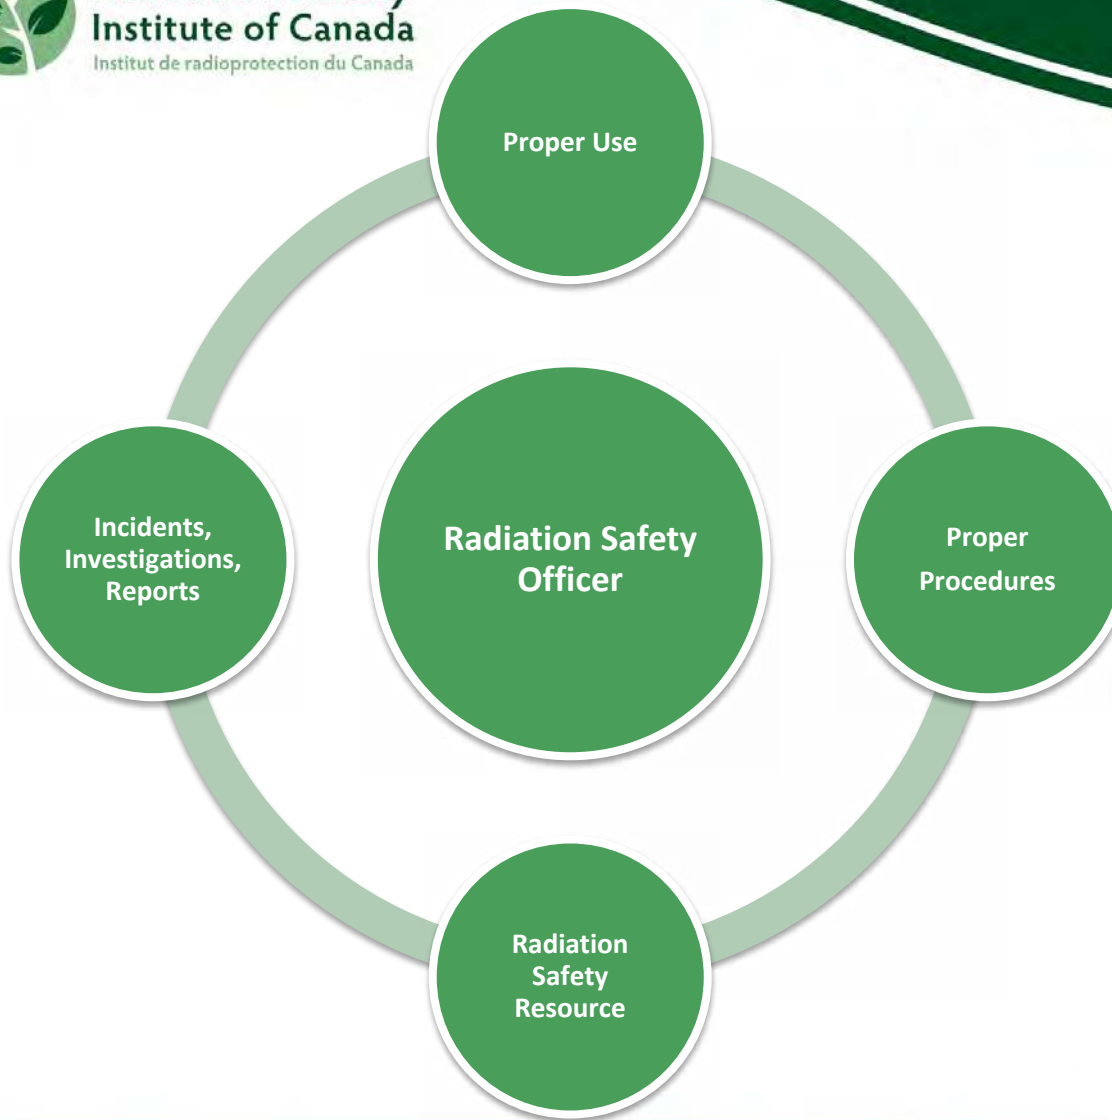 Institute of Canada
Institut de radioprotection du Canada
Proper Use
Incidents,
Investigations,
Reports
Radiation Safety
Officer
Proper
Procedures
Radiation
Safety
Resource